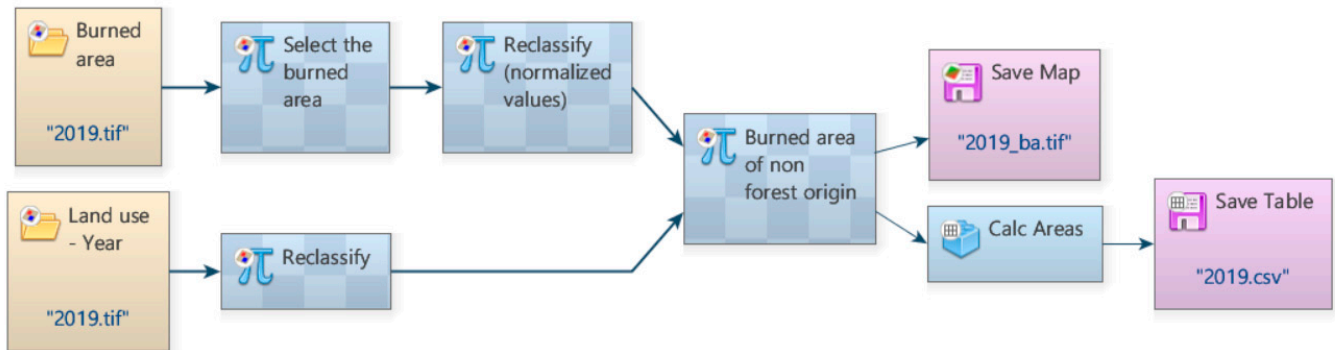 Burned
area
"2019.tif"
Select the
burned
area
Reclassify
(normalized
values)
Land use
- Year
"2019.tif"
Reclassify
Burned area
of non
forest origin
Save Map
"2019_ba.tif"
Calc Areas
Save Table
"2019.csv"